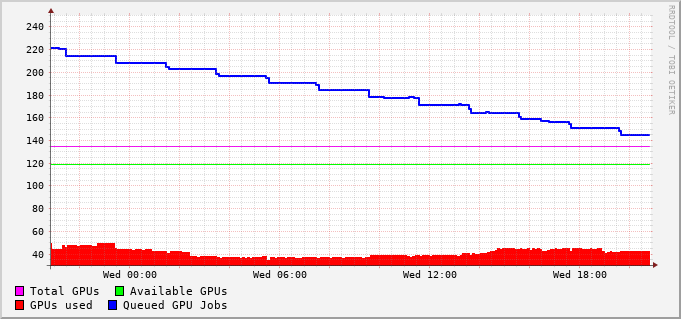 240
220
200
180
160
140
120
100
80
60
40
Wed 00:00 Wed 06:00 Wed 12:00 Wed 18:00
Total GPUs Available GPUs
GPUs used Queued GPU Jobs
RRDTOOL / TOBI OETIKER